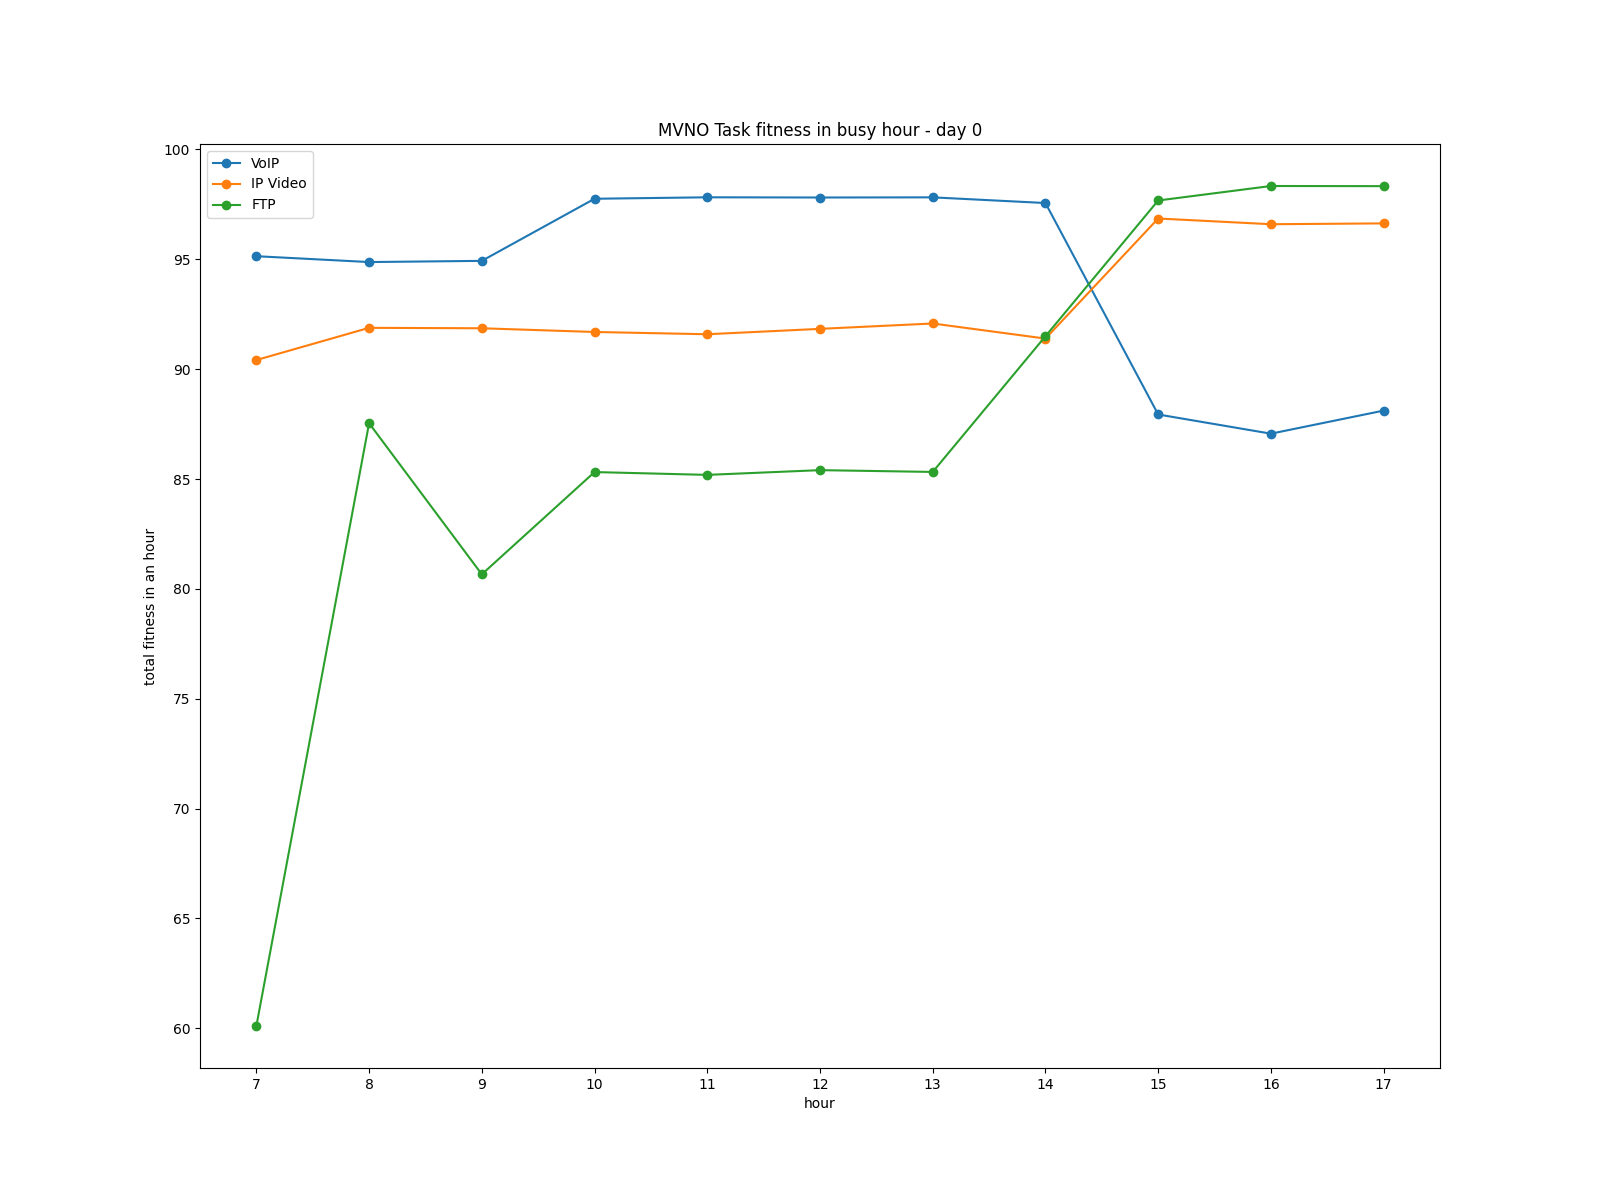 MVNO Task fitness in busy hour - day 0
VoIP
IP Video
FTP
100
95
90
85
80
75
70
65
60
total fitness in an hour
7 8 9 10 11 12 13 14 15 16 17
hour